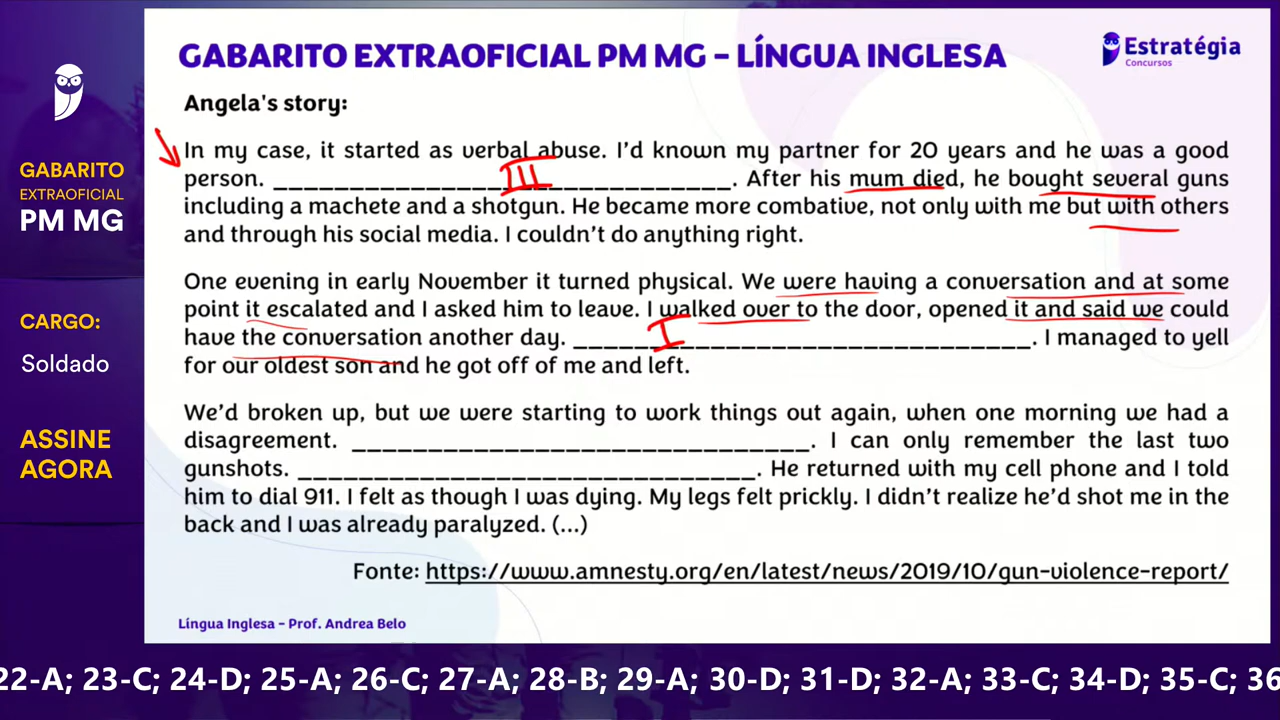 GABARITO EXTRAOFICIAL PM MG – LÍNGUA INGLESA
Estratégia
Concursos
GABARITO
EXTRAOFICIAL
PM MG
CARGO:
Soldado
ASSINE
AGORA
Angela's story:
In my case, it started as verbal abuse. I'd known my partner for 20 years and he was a good
person. ______________________________. After his mum died, he bought several guns
III
including a machete and a shotgun. He became more combative, not only with me but with others
and through his social media. I couldn't do anything right.
One evening in early November it turned physical. We were having a conversation and at some
point it escalated and I asked him to leave. I walked over to the door, opened it and said we could
have the conversation another day. ______________________________. I managed to yell
I
for our oldest son and he got off of me and left.
We'd broken up, but we were starting to work things out again, when one morning we had a
disagreement. ______________________________. I can only remember the last two
gunshots. ______________________________. He returned with my cell phone and I told
him to dial 911. I felt as though I was dying. My legs felt prickly. I didn't realize he'd shot me in the
back and I was already paralyzed. (...)
Fonte: https://www.amnesty.org/en/latest/news/2019/10/gun-violence-report/
Língua Inglesa – Prof. Andrea Belo
22-A; 23-C; 24-D; 25-A; 26-C; 27-A; 28-B; 29-A; 30-D; 31-D; 32-A; 33-C; 34-D; 35-C; 36